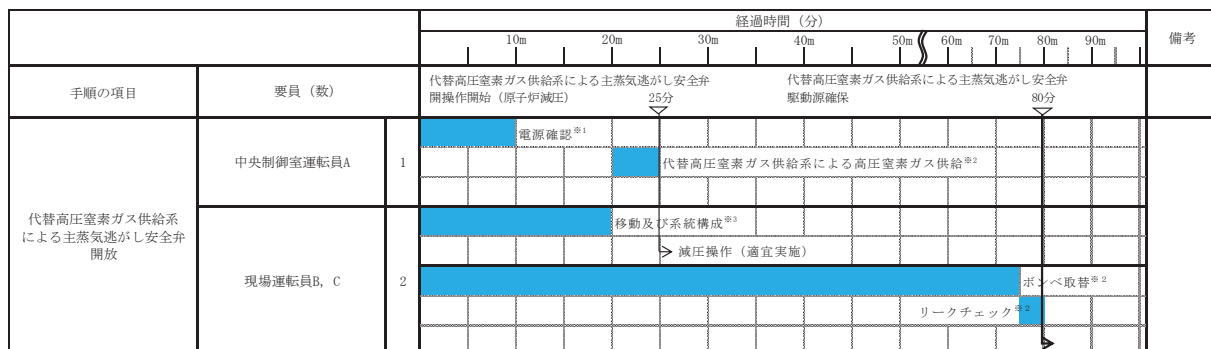 経過時間（分）
備考
10m 20m 30m 40m 50m 60m 70m 80m 90m
手順の項目
要員（数）
代替高圧窒素ガス供給系による主蒸気逃がし安全弁
開操作開始（原子炉減圧） 25分
代替高圧窒素ガス供給系による主蒸気逃がし安全弁
駆動源確保 80分
代替高圧窒素ガス供給系
による主蒸気逃がし安全弁
開放
中央制御室運転員A 1
電源確認※1
代替高圧窒素ガス供給系による高圧窒素ガス供給※2
現場運転員B, C 2
移動及び系統構成※3
減圧操作（適宜実施）
ボンベ取替※2
リークチェック※2